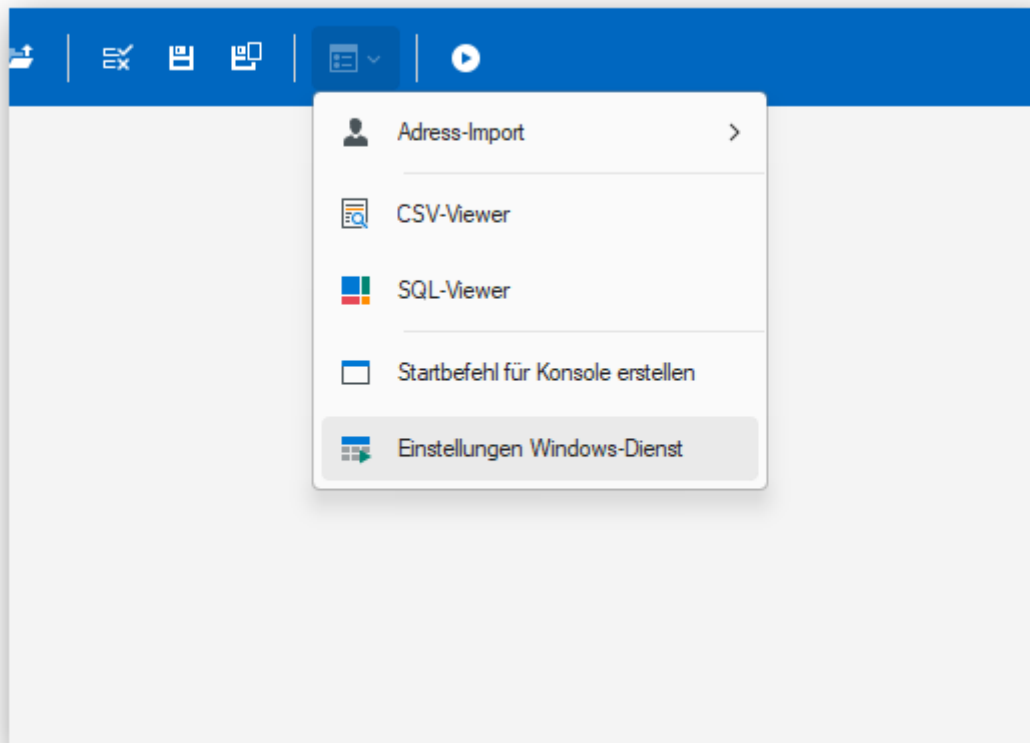 Adress-Import
CSV-Viewer
SQL-Viewer
Startbefehl für Konsole erstellen
Einstellungen Windows-Dienst